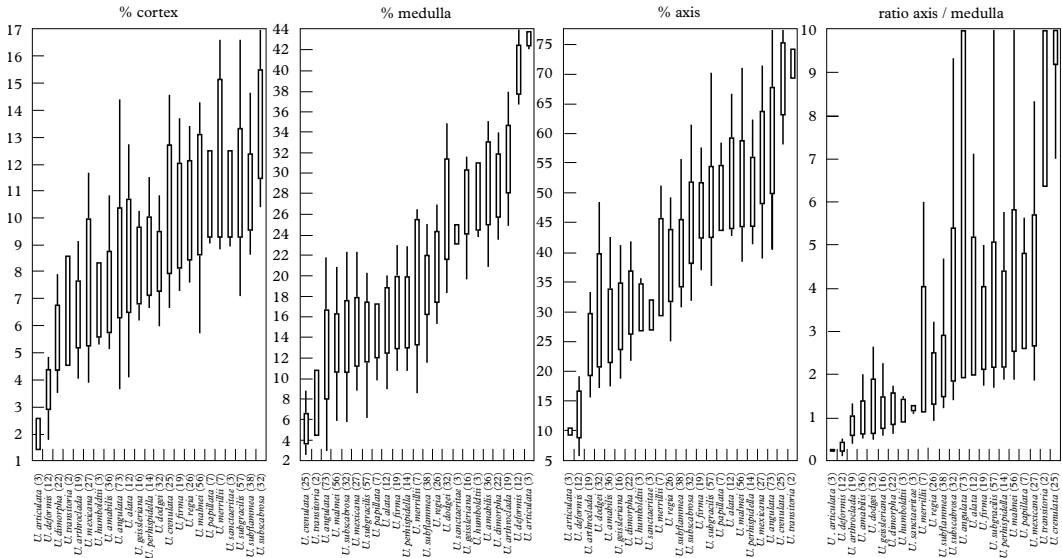 % cortex
17
16
15
14
13
12
11
10
9
8
7
6
5
4
3
2
1
U. articulata (3)
U. deformis (12)
U. dimorpha (22)
U. transitoria (2)
U. arthroclada (19)
U. mexicana (27)
U. humboldtii (3)
U. amabilis (36)
U. angulata (73)
U. alata (12)
U. geissleriana (16)
U. perhispidella (14)
U. dodgei (32)
U. crenulata (25)
U. firma (19)
U. regia (26)
U. malmei (56)
U. papillata (7)
U. merrillii (7)
U. sanctaeritae (3)
U. subgracilis (57)
U. subflammea (38)
U. subscabrosa (32)
% medulla
44
42
40
38
36
34
32
30
28
26
24
22
20
18
16
14
12
10
8
6
4
2
U. crenulata (25)
U. transitoria (2)
U. angulata (73)
U. malmei (56)
U. subscabrosa (32)
U. mexicana (27)
U. subgracilis (57)
U. papillata (7)
U. alata (12)
U. firma (19)
U. perhispidella (14)
U. merrillii (7)
U. subflammea (38)
U. regia (26)
U. dodgei (32)
U. sanctaeritae (3)
U. geissleriana (16)
U. humboldtii (3)
U. amabilis (36)
U. dimorpha (22)
U. arthroclada (19)
U. deformis (12)
U. articulata (3)
% axis
75
70
65
60
55
50
45
40
35
30
25
20
15
10
5
U. articulata (3)
U. deformis (12)
U. arthroclada (19)
U. dodgei (32)
U. amabilis (36)
U. geissleriana (16)
U. dimorpha (22)
U. humboldtii (3)
U. sanctaeritae (3)
U. merrillii (7)
U. regia (26)
U. subflammea (38)
U. subscabrosa (32)
U. firma (19)
U. subgracilis (57)
U. papillata (7)
U. alata (12)
U. malmei (56)
U. perhispidella (14)
U. mexicana (27)
U. angulata (73)
U. crenulata (25)
U. transitoria (2)
ratio axis / medulla
10
9
8
7
6
5
4
3
2
1
0
U. articulata (3)
U. deformis (12)
U. arthroclada (19)
U. amabilis (36)
U. dodgei (32)
U. geissleriana (16)
U. dimorpha (22)
U. humboldtii (3)
U. sanctaeritae (3)
U. merrillii (7)
U. regia (26)
U. subflammea (38)
U. subscabrosa (32)
U. angulata (73)
U. alata (12)
U. firma (19)
U. subgracilis (57)
U. perhispidella (14)
U. malmei (56)
U. papillata (7)
U. mexicana (27)
U. transitoria (2)
U. crenulata (25)